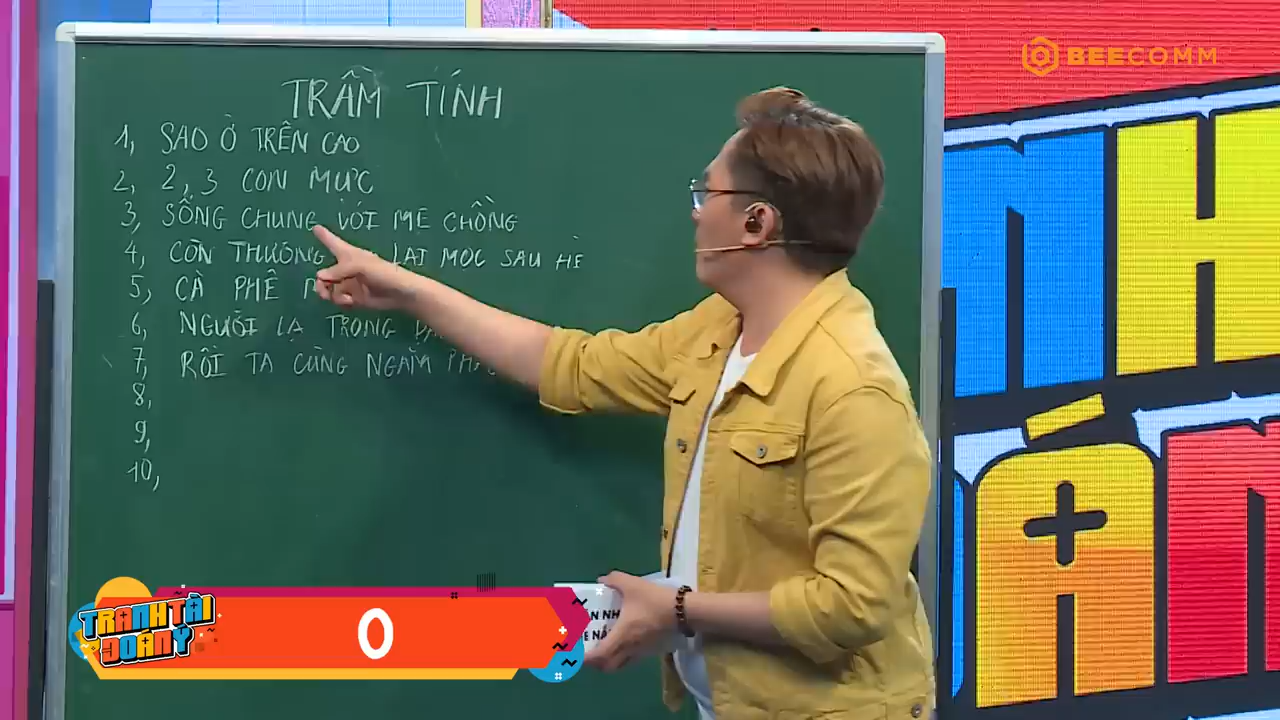 BEECOMM
TRẦM TÍNH
1, SAO Ở TRÊN CAO
2, 2, 3 CON MỰC
3, SỐNG CHUNG VỚI MẸ CHỒNG
4, CÒN THƯƠNG LẠI MỌC SAU HÈ
5, CÀ PHÊ
6, NGƯỜI LẠ TRONG
7, RỒI TA CŨNG NGẮM
8,
9,
10,
TRANH TÀI
ĐOÁN Ý
0